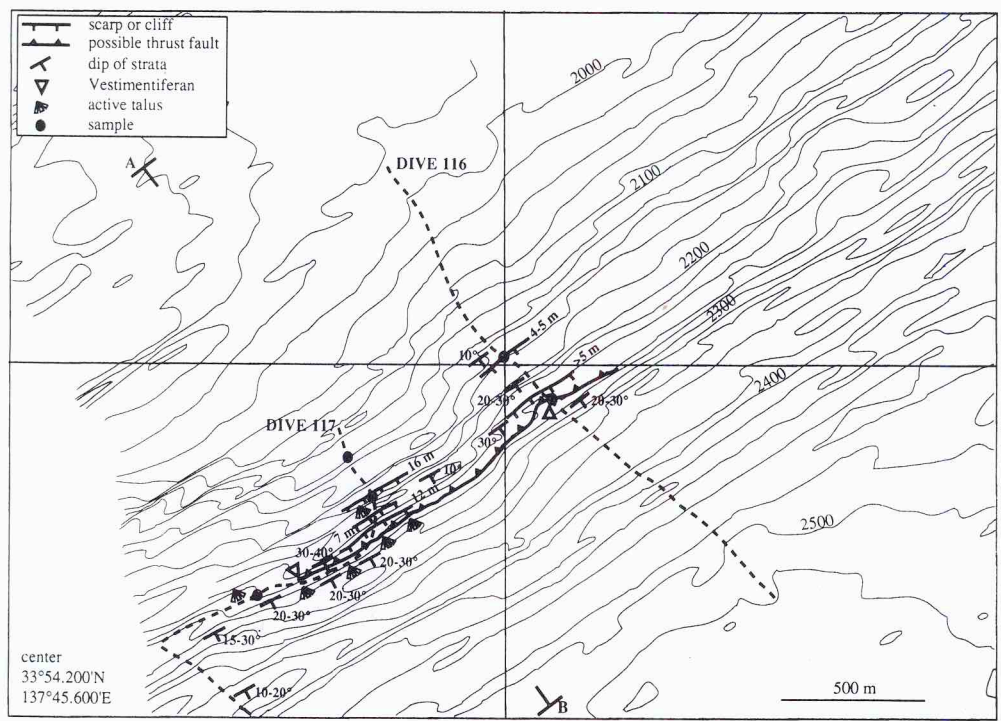 scarp or cliff
possible thrust fault
dip of strata
Vestimentiferan
active talus
sample
2000
A
DIVE 116
2100
2200
2300
4-5 m
10°
>5 m
2400
20-30°
20-30°
DIVE 117
30°
16 m
10°
12 m
2500
7 m
30-40°
20-30°
20-30°
20-30°
15-30°
center
33°54.200'N
137°45.600'E
10-20°
500 m
B